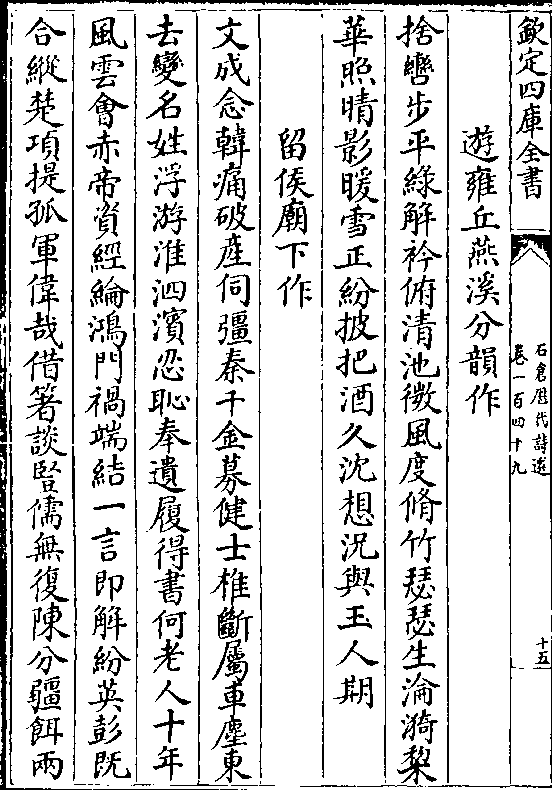 欽定四庫全書
石倉歷代詩選
卷一百四十九
十五
遊雍丘燕溪分韻作
捨轡步平綠解衿俯清池微風度脩竹瑟瑟生淪漪棃
華照晴影暖雪正紛披把酒久沈想況與玉人期
留侯廟下作
文成念韓痛破産伺彊秦千金募健士椎斷屬車塵東
去變名姓浮游淮泗濵忍恥奉遺履得書何老人十年
風雲會赤帝資經綸鴻門禍端結一言即解紛英彭既
合縱楚項提孤軍偉哉借箸談豎儒無復陳分疆餌兩